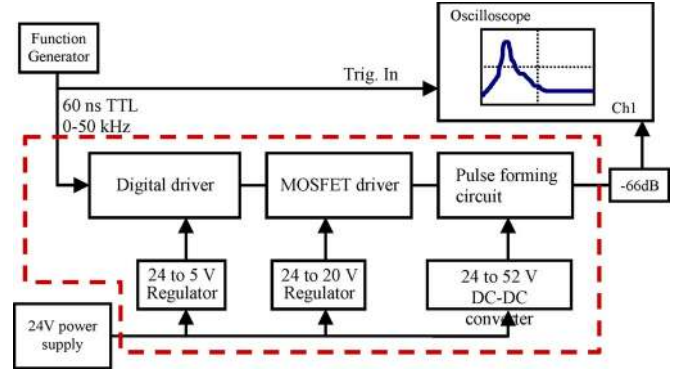 Oscilloscope
Function
Generator
Trig. In
Ch1
60 ns TTL
0-50 kHz
Digital driver
MOSFET driver
Pulse forming
circuit
-66dB
24 to 5 V
Regulator
24 to 20 V
Regulator
24 to 52 V
DC-DC
converter
24V power
supply